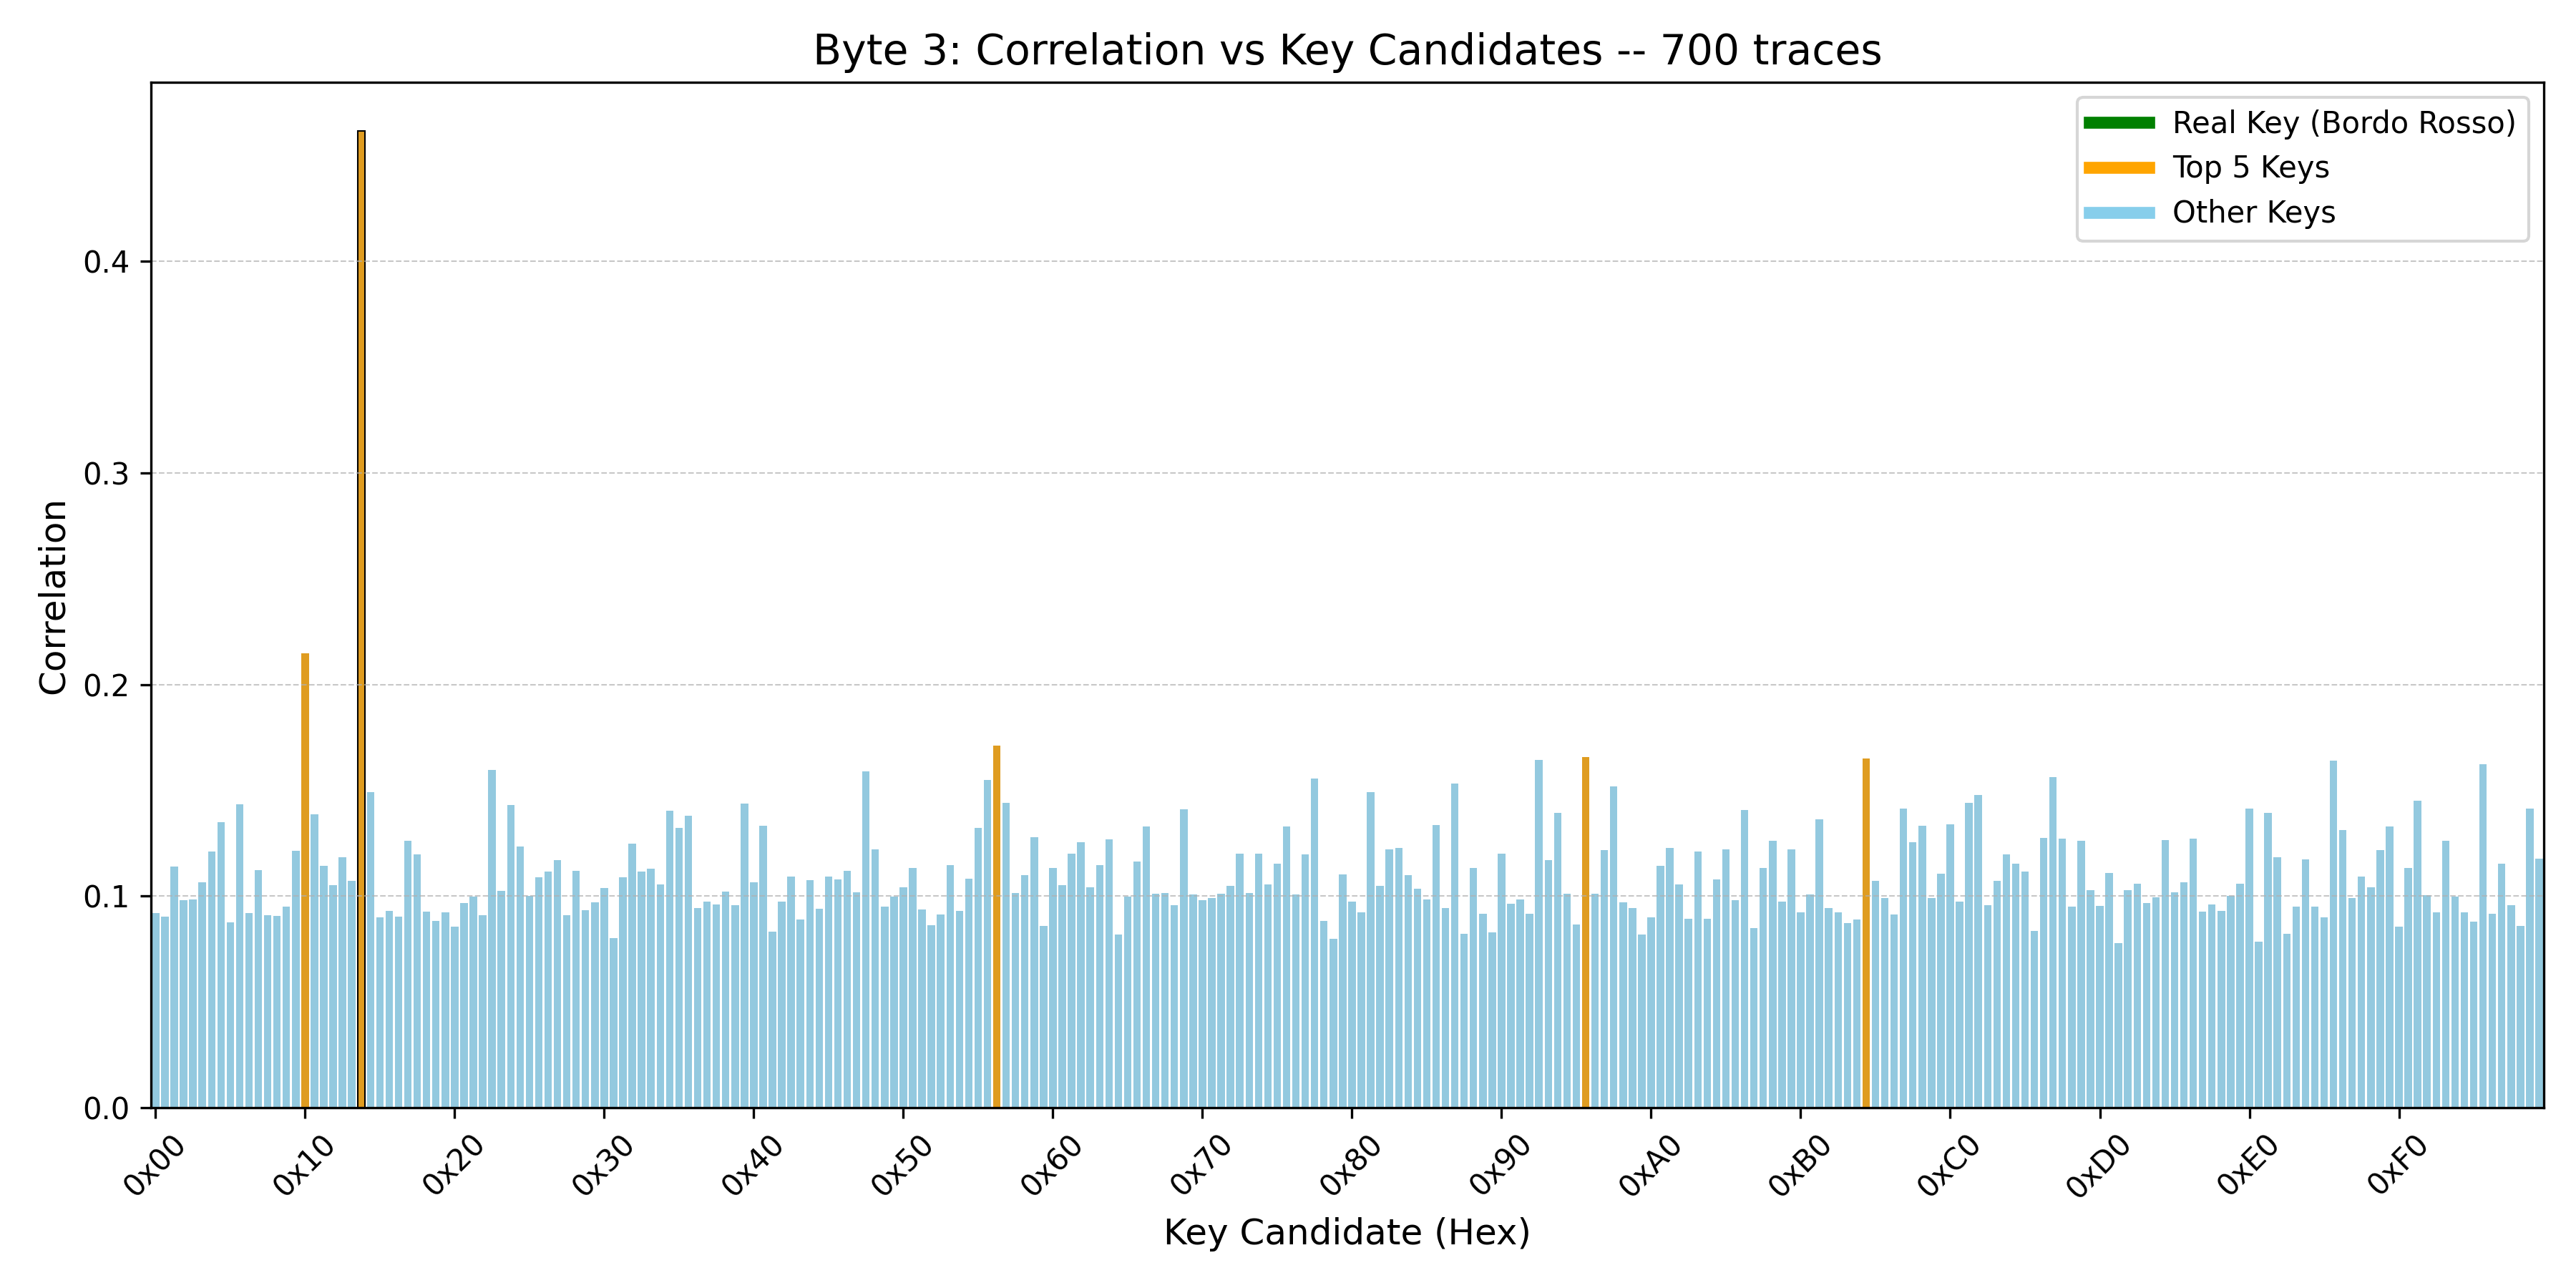 Byte 3: Correlation vs Key Candidates -- 700 traces
Real Key (Bordo Rosso)
Top 5 Keys
Other Keys
Correlation
0.4
0.3
0.2
0.1
0.0
0x00 0x10 0x20 0x30 0x40 0x50 0x60 0x70 0x80 0x90 0xA0 0xB0 0xC0 0xD0 0xE0 0xF0
Key Candidate (Hex)